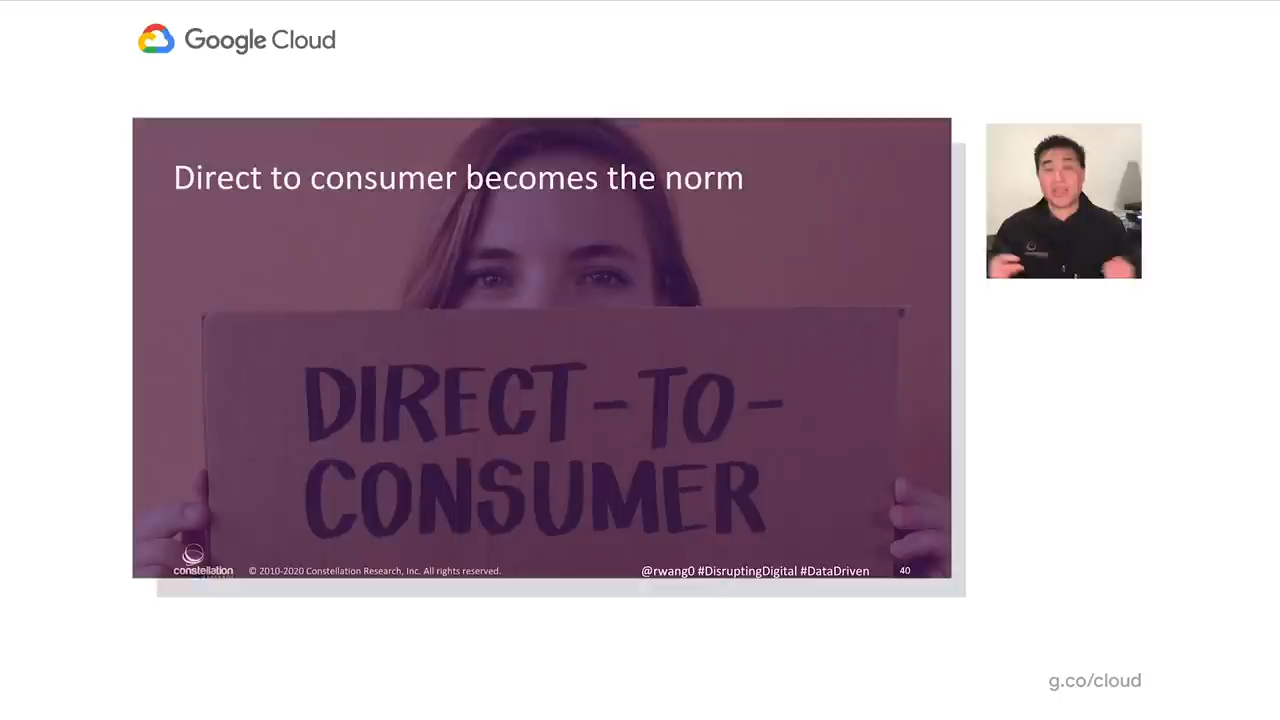 Google Cloud
Direct to consumer becomes the norm
DIRECT-TO-
CONSUMER
constellation
© 2010-2020 Constellation Research, Inc. All rights reserved.
@rwang0 #DisruptingDigital #DataDriven
40
g.co/cloud